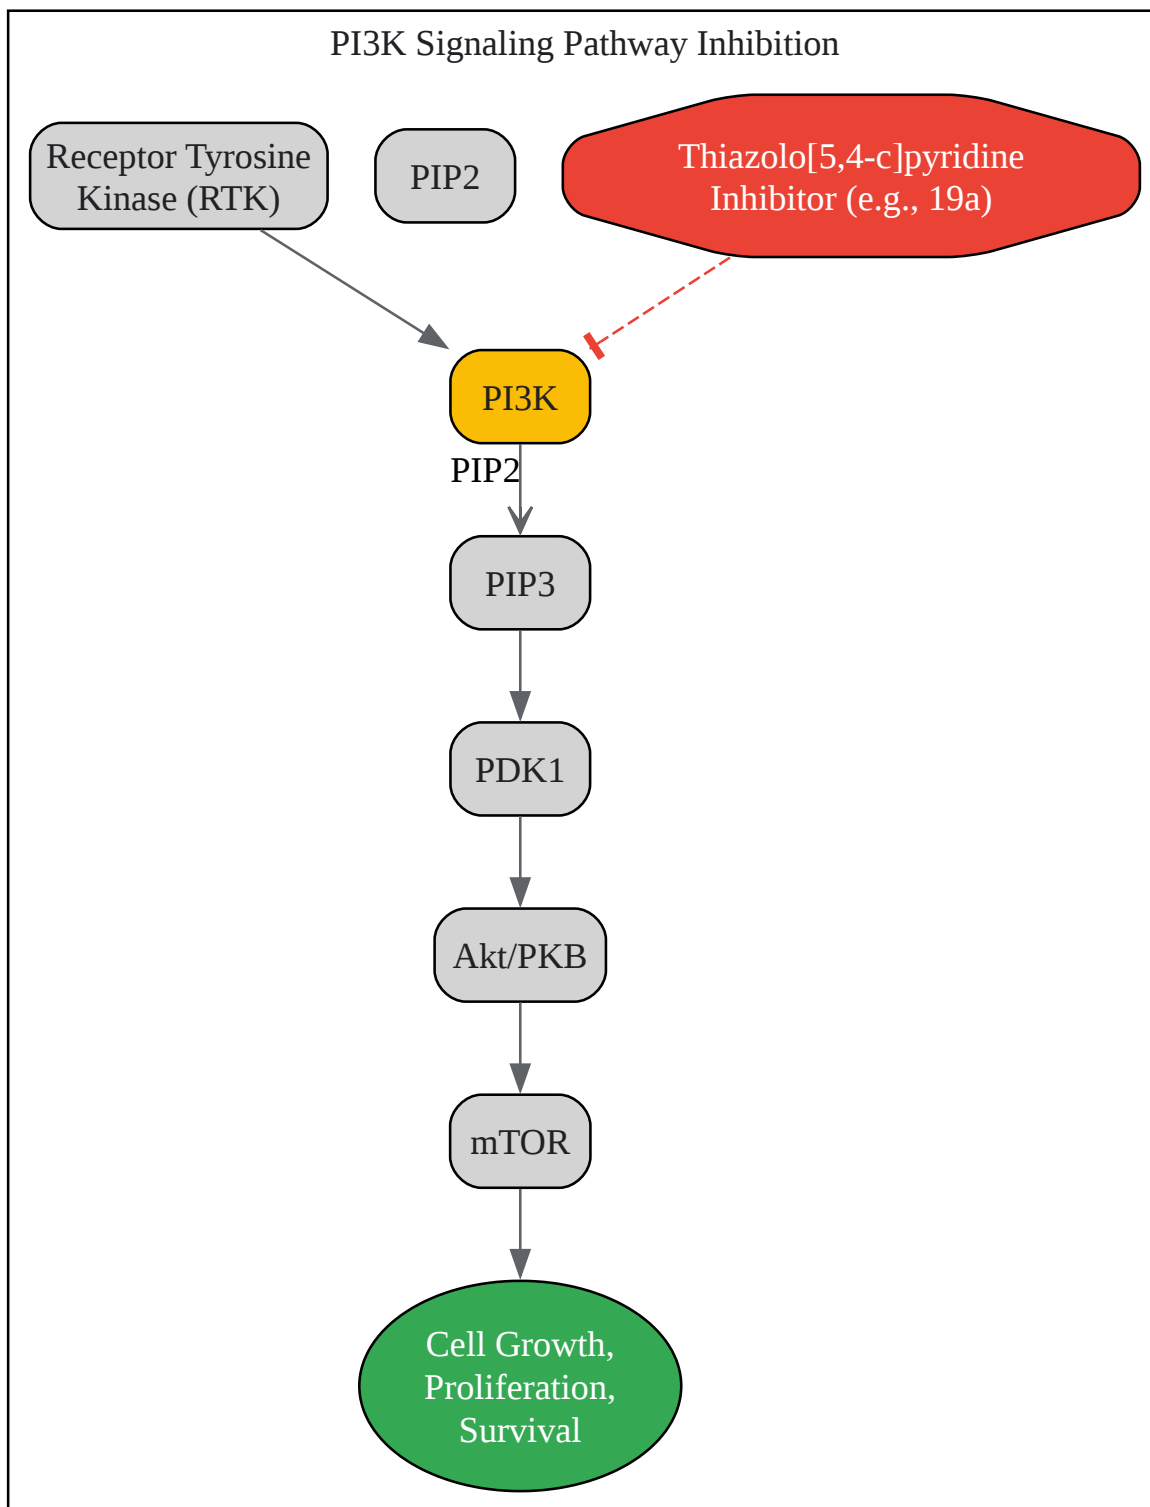 PI3K Signaling Pathway Inhibition
Receptor Tyrosine
Kinase (RTK)
PIP2
Thiazolo[5,4-c]pyridine
Inhibitor (e.g., 19a)
PI3K
PIP2
PIP3
PDK1
Akt/PKB
mTOR
Cell Growth,
Proliferation,
Survival